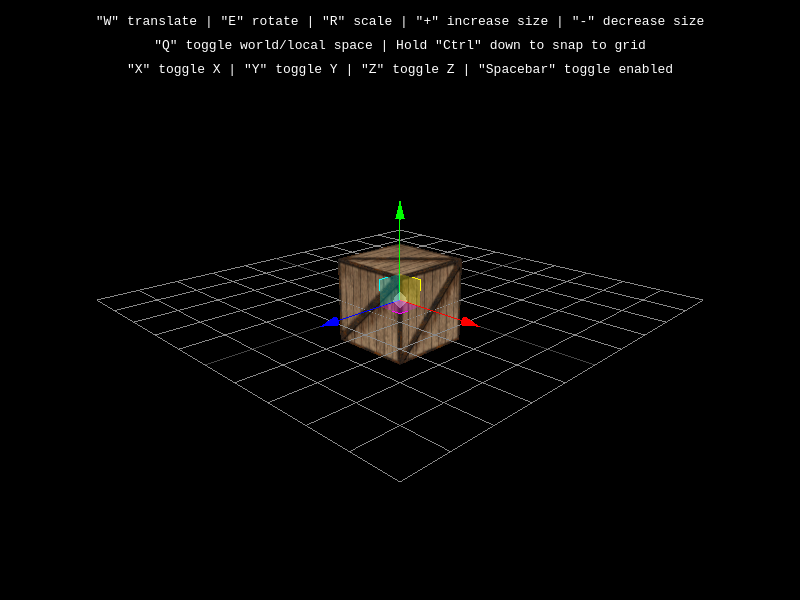 "W" translate | "E" rotate | "R" scale | "+" increase size | "-" decrease size
"Q" toggle world/local space | Hold "Ctrl" down to snap to grid
"X" toggle X | "Y" toggle Y | "Z" toggle Z | "Spacebar" toggle enabled